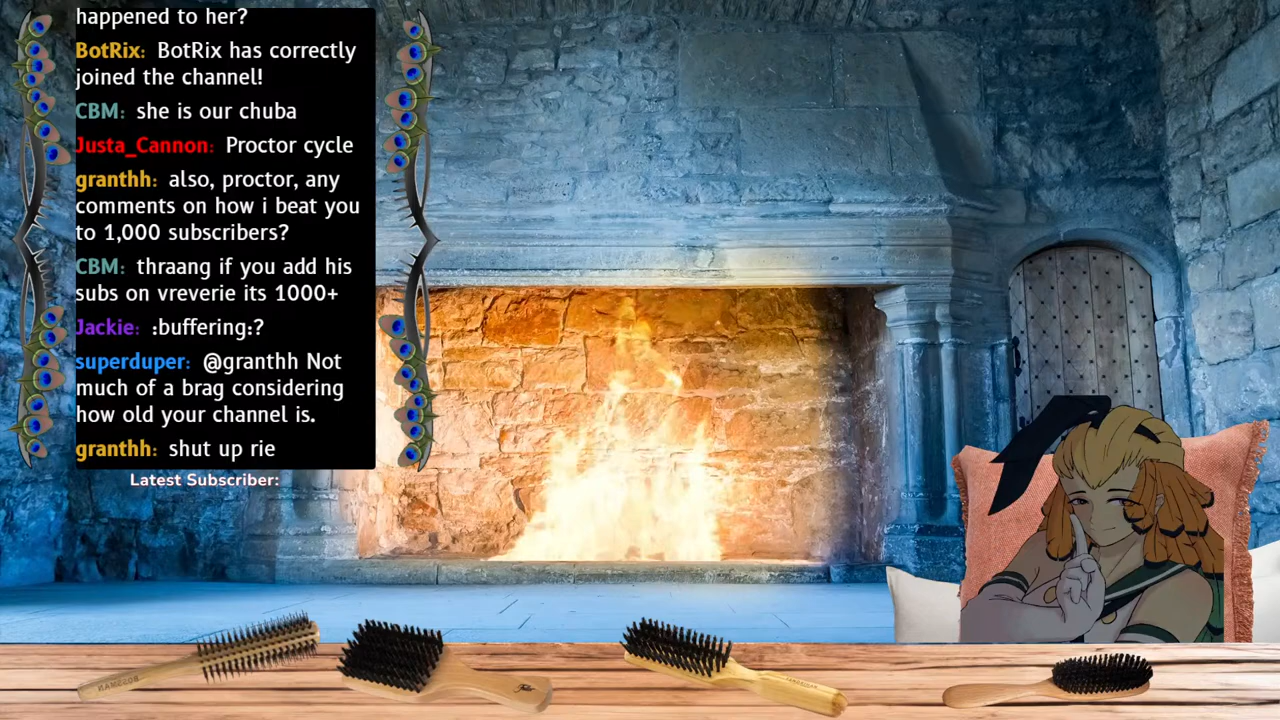 happened to her?
BotRix: BotRix has correctly
joined the channel!
CBM: she is our chuba
Justa_Cannon: Proctor cycle
granthh: also, proctor, any
comments on how i beat you
to 1,000 subscribers?
CBM: thraang if you add his
subs on vreverie its 1000+
Jackie: :buffering:?
superduper: @granthh Not
much of a brag considering
how old your channel is.
granthh: shut up rie
Latest Subscriber: